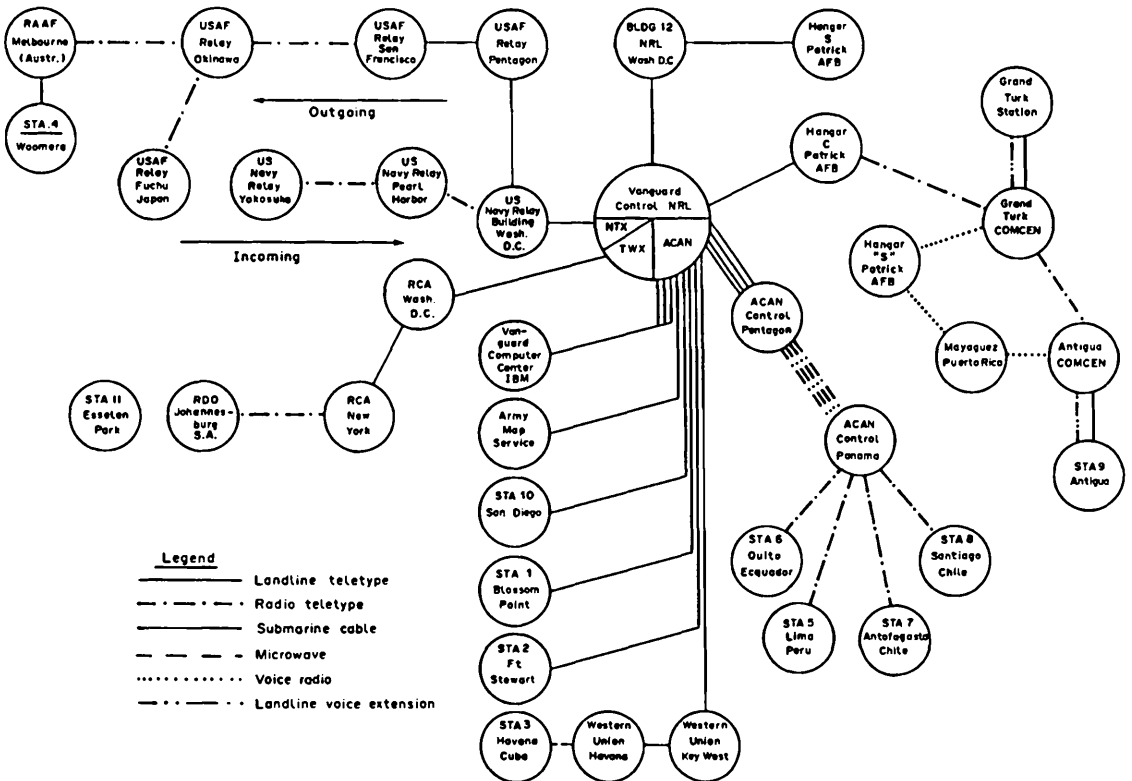 RAAF
Melbourne
(Austr.)
USAF
Relay
Okinawa
USAF
Relay
San
Francisco
USAF
Relay
Pentagon
BLDG 12
NRL
Wash D.C
Hanger
S
Patrick
AFB
Outgoing
STA.4
Woomera
USAF
Relay
Fuchu
Japan
US
Navy
Relay
Yokosuka
US
Navy Relay
Pearl
Harbor
US
Navy Relay
Building
Wash.
D.C.
Incoming
Vanguard
Control NRL
NTX
TWX
ACAN
Hangar
C
Patrick
AFB
Grand
Turk
Station
Grand
Turk
COMCEN
Hangar
"S"
Patrick
AFB
Mayaguez
Puerto Rico
Antigua
COMCEN
STA 9
Antigua
RCA
Wash.
D.C.
RCA
New
York
RDO
Johannes-
burg
S.A.
STA 11
Esselen
Park
Van-
guard
Computer
Center
IBM
Army
Map
Service
STA 10
San Diego
STA 1
Blossom
Point
STA 2
Ft
Stewart
STA 3
Havana
Cuba
Western
Union
Havana
Western
Union
Key West
ACAN
Control
Pentagon
ACAN
Control
Panama
STA 6
Quito
Ecquador
STA 5
Lima
Peru
STA 7
Antofagasta
Chile
STA 8
Santiago
Chile
Legend
Landline teletype
Radio teletype
Submarine cable
Microwave
Voice radio
Landline voice extension